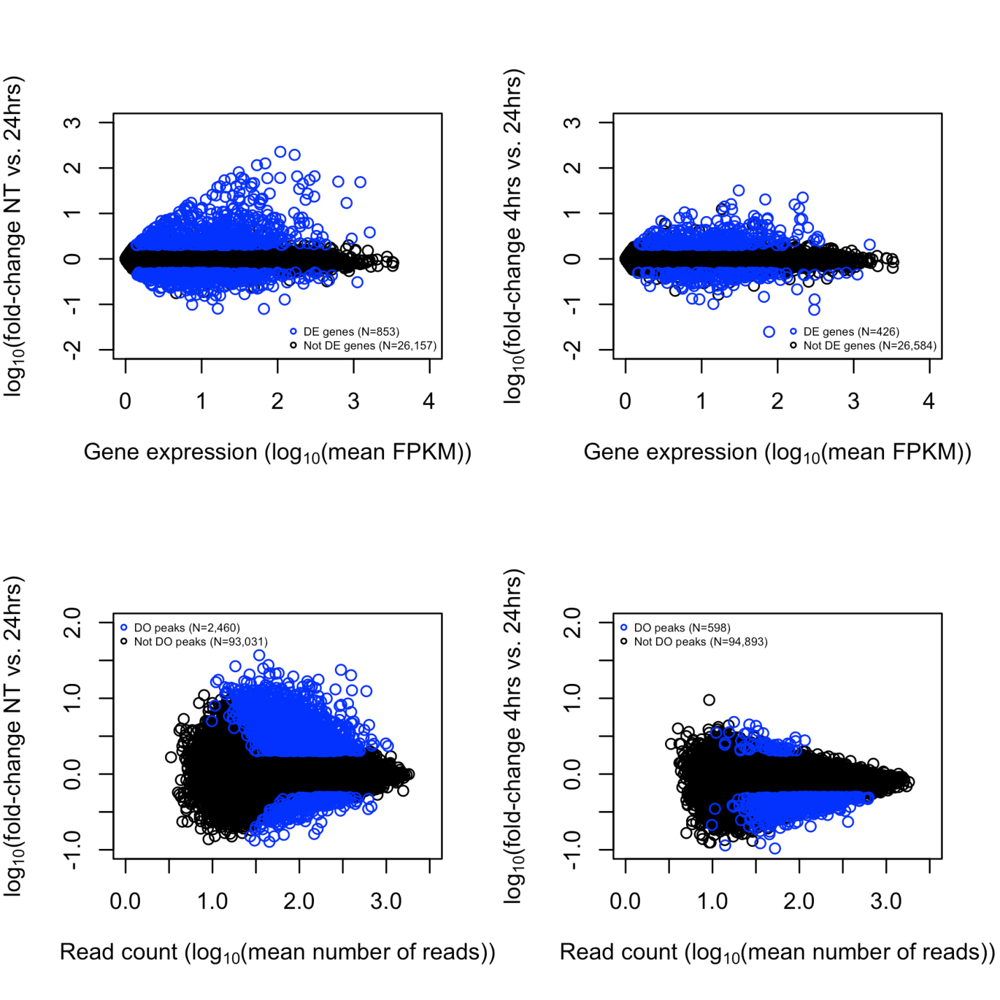 log10(fold-change NT vs. 24hrs)
3
2
1
0
-1
-2
DE genes (N=853)
Not DE genes (N=26,157)
0 1 2 3 4
Gene expression (log10(mean FPKM))
log10(fold-change 4hrs vs. 24hrs)
3
2
1
0
-1
-2
DE genes (N=426)
Not DE genes (N=26,584)
0 1 2 3 4
Gene expression (log10(mean FPKM))
log10(fold-change NT vs. 24hrs)
2.0
1.0
0.0
-1.0
DO peaks (N=2,460)
Not DO peaks (N=93,031)
0.0 1.0 2.0 3.0
Read count (log10(mean number of reads))
log10(fold-change 4hrs vs. 24hrs)
2.0
1.0
0.0
-1.0
DO peaks (N=598)
Not DO peaks (N=94,893)
0.0 1.0 2.0 3.0
Read count (log10(mean number of reads))